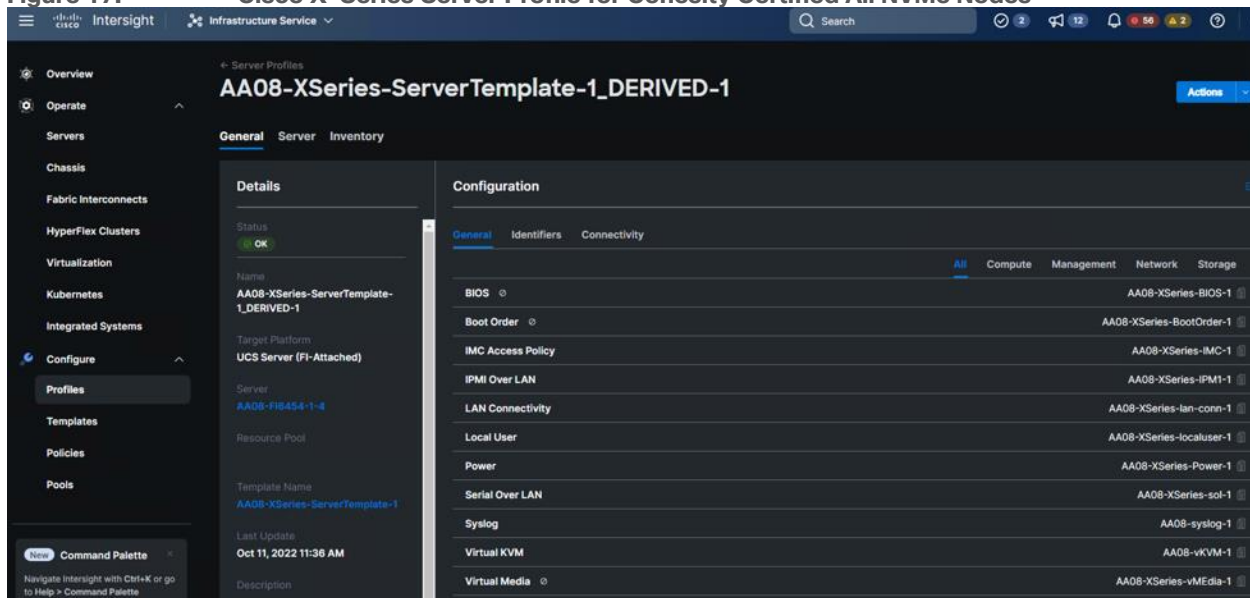 Figure 17. Cisco X-Series Server Profile for Cohesity Certified All NVMe Nodes
cisco Intersight Infrastructure Service Search 2 12 56 2
Overview
Operate
Servers
Chassis
Fabric Interconnects
HyperFlex Clusters
Virtualization
Kubernetes
Integrated Systems
Configure
Profiles
Templates
Policies
Pools
New Command Palette
Navigate Intersight with Ctrl+K or go
to Help > Command Palette
← Server Profiles
AA08-XSeries-ServerTemplate-1_DERIVED-1
Actions
General Server Inventory
Details
Status
OK
Name
AA08-XSeries-ServerTemplate-
1_DERIVED-1
Target Platform
UCS Server (FI-Attached)
Server
AA08-FI6454-1-4
Resource Pool
Template Name
AA08-XSeries-ServerTemplate-1
Last Update
Oct 11, 2022 11:36 AM
Description
Configuration
General Identifiers Connectivity
All Compute Management Network Storage
BIOS AA08-XSeries-BIOS-1
Boot Order AA08-XSeries-BootOrder-1
IMC Access Policy AA08-XSeries-IMC-1
IPMI Over LAN AA08-XSeries-IPM1-1
LAN Connectivity AA08-XSeries-lan-conn-1
Local User AA08-XSeries-localuser-1
Power AA08-XSeries-Power-1
Serial Over LAN AA08-XSeries-sol-1
Syslog AA08-syslog-1
Virtual KVM AA08-vKVM-1
Virtual Media AA08-XSeries-vMEdia-1